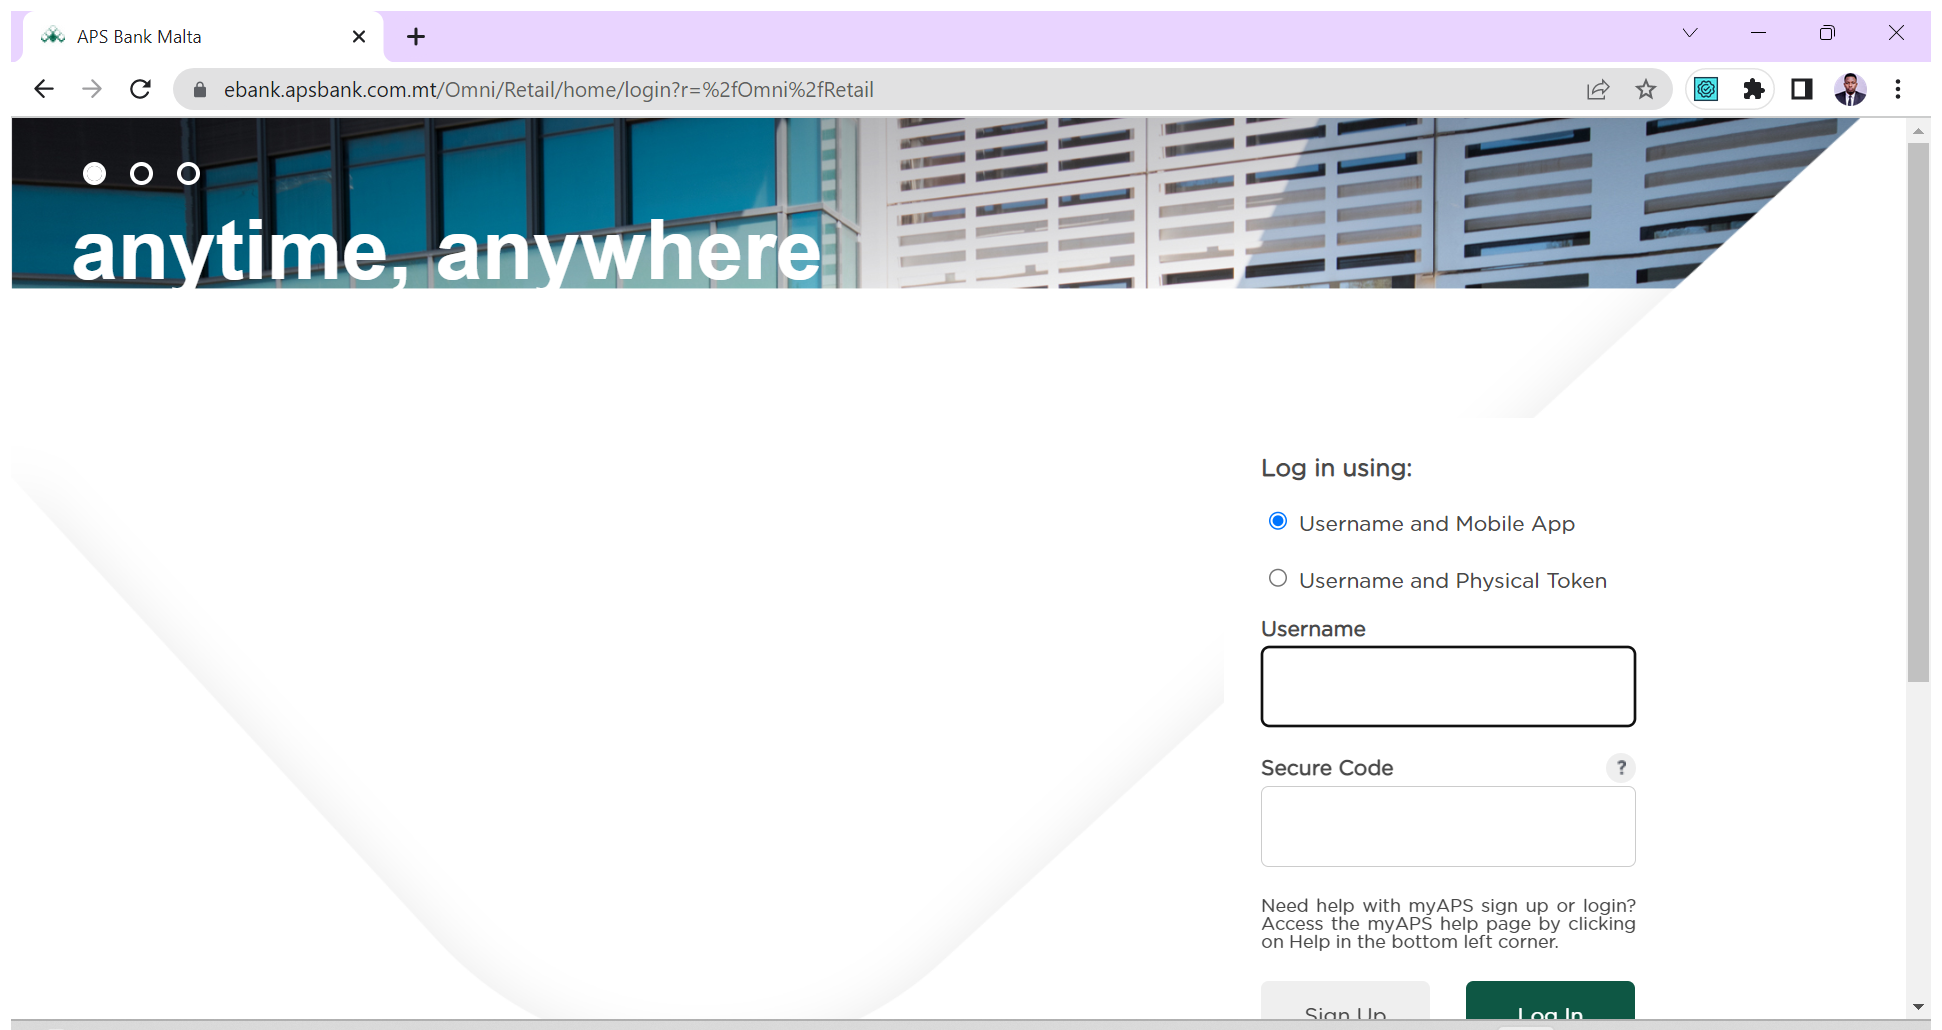 APS Bank Malta
ebank.apsbank.com.mt/Omni/Retail/home/login?r=%2fOmni%2fRetail
anytime, anywhere
Log in using:
Username and Mobile App
Username and Physical Token
Username
Secure Code
?
Need help with myAPS sign up or login?
Access the myAPS help page by clicking
on Help in the bottom left corner.
Sign Up
Log In